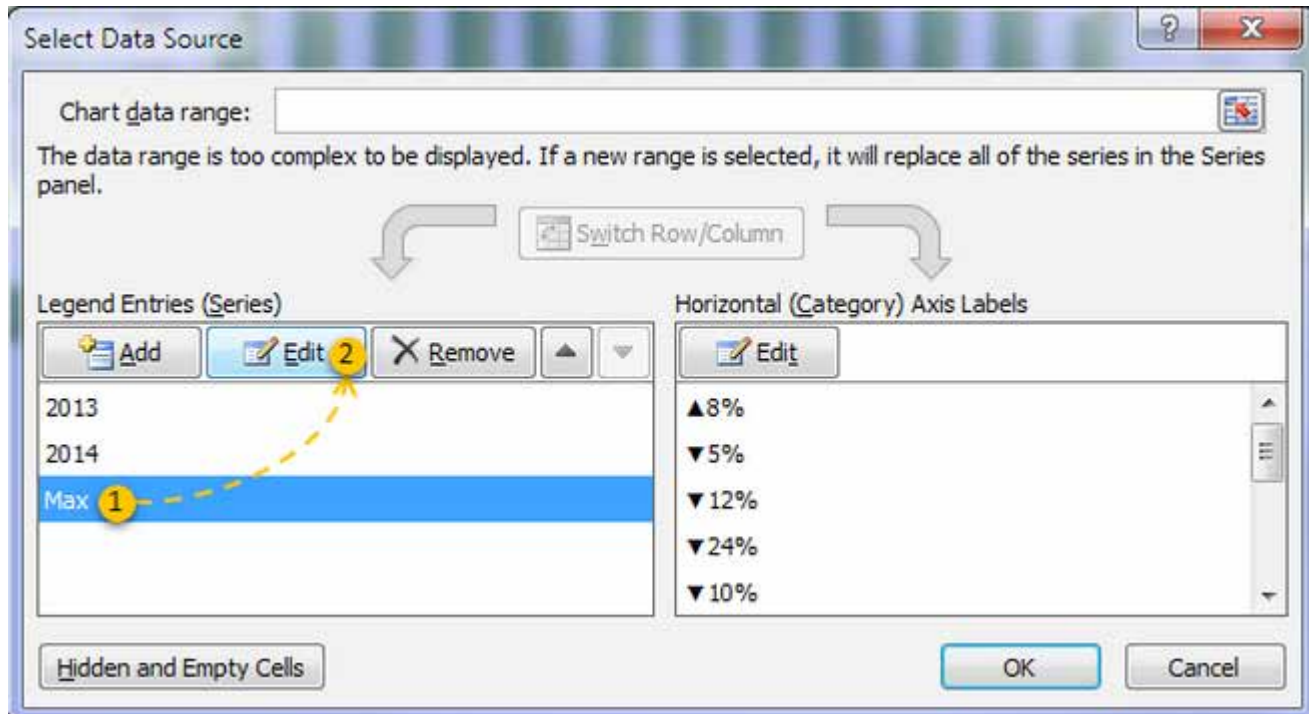 Select Data Source
?
X
Chart data range:
The data range is too complex to be displayed. If a new range is selected, it will replace all of the series in the Series
panel.
Switch Row/Column
Legend Entries (Series)
Horizontal (Category) Axis Labels
Add
Edit
2
Remove
▲
▼
Edit
2013
2014
Max
1
▲8%
▼5%
▼12%
▼24%
▼10%
Hidden and Empty Cells
OK
Cancel